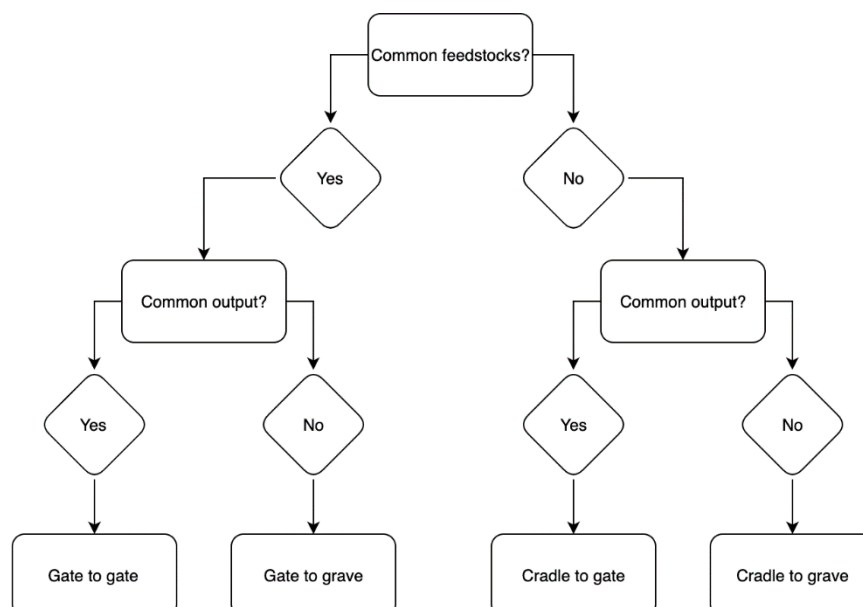 Common feedstocks?
Yes
No
Common output?
Common output?
Yes
No
Yes
No
Gate to gate
Gate to grave
Cradle to gate
Cradle to grave